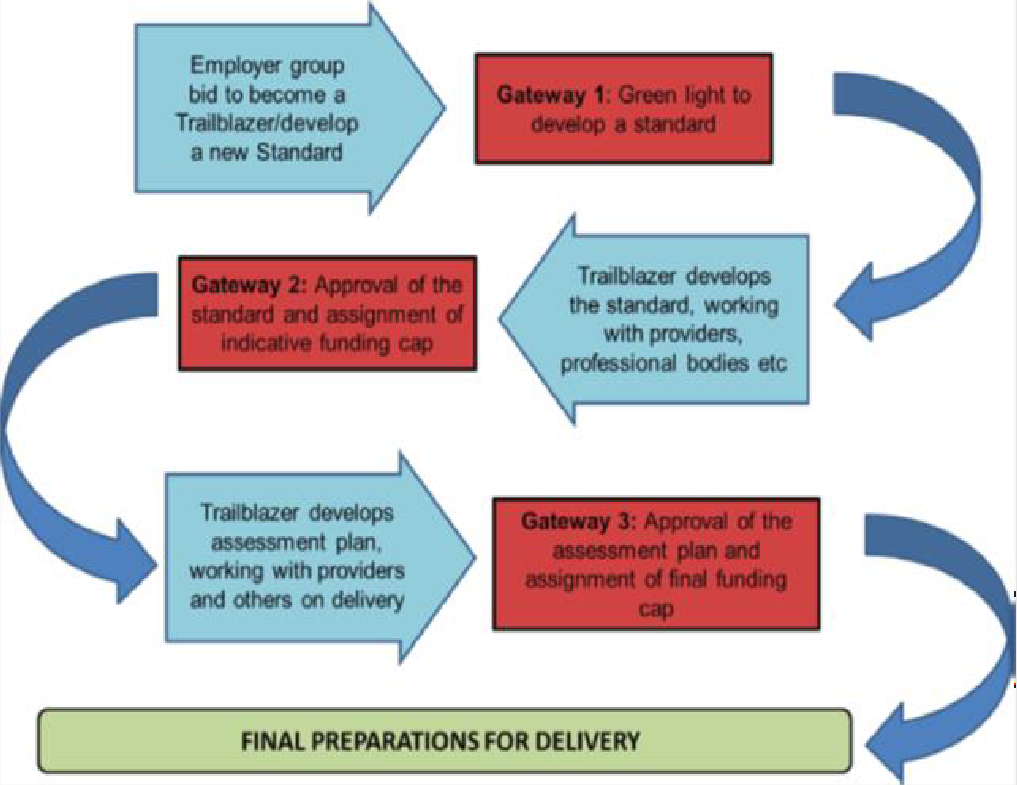 Employer group
bid to become a
Trailblazer/develop
a new Standard
Gateway 1: Green light to
develop a standard
Trailblazer develops
the standard, working
with providers,
professional bodies etc
Gateway 2: Approval of the
standard and assignment of
indicative funding cap
Trailblazer develops
assessment plan,
working with providers
and others on delivery
Gateway 3: Approval of the
assessment plan and
assignment of final funding
cap
FINAL PREPARATIONS FOR DELIVERY